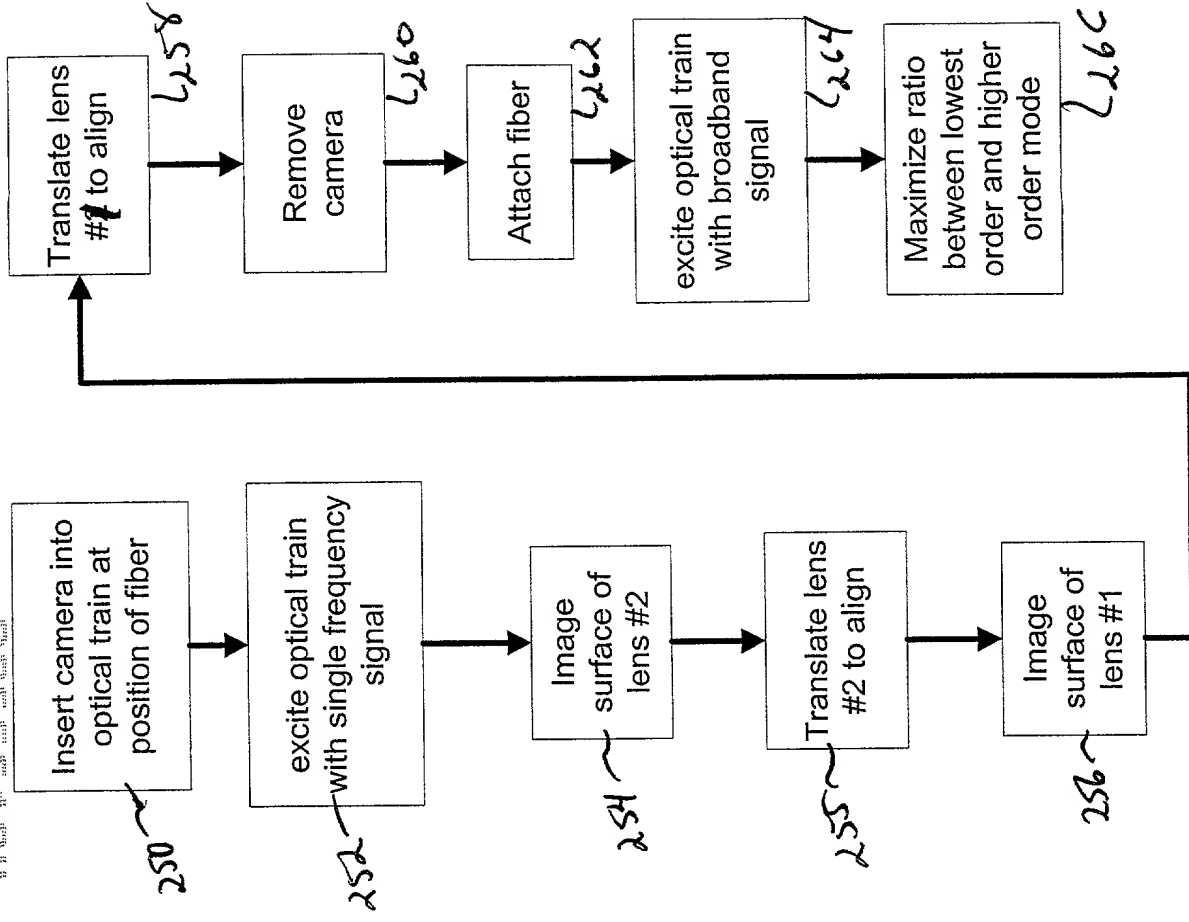 Insert camera into
optical train at
position of fiber
250
excite optical train
with single frequency
signal
252
Image
surface of
lens #2
254
Translate lens
#2 to align
255
Image
surface of
lens #1
256
Translate lens
#1 to align
258
Remove
camera
260
Attach fiber
262
excite optical train
with broadband
signal
264
Maximize ratio
between lowest
order and higher
order mode
266